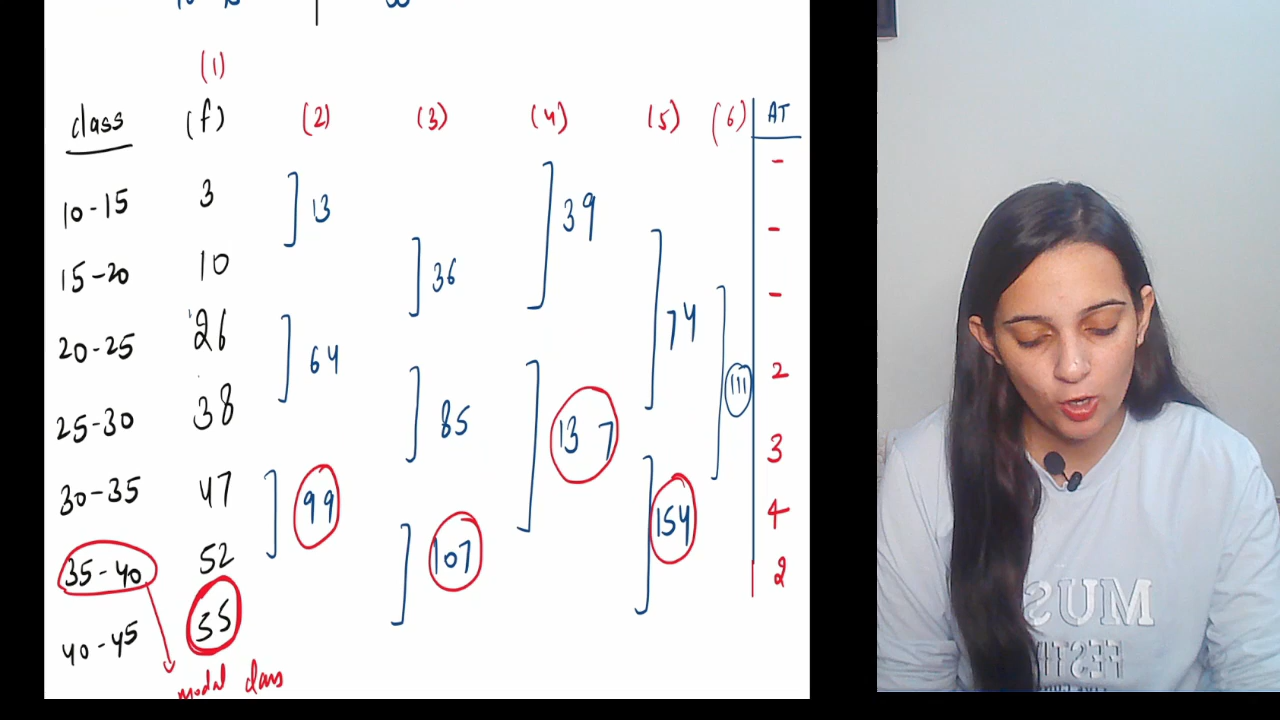 (1)
class (f) (2) (3) (4) (5) (6) AT
-
10-15 3 13 39
15-20 10 36 -
20-25 26 64 74 -
25-30 38 85 137 111 2
30-35 47 99 3
35-40 52 107 154 4
40-45 35 2
modal class
MUS
FESTI